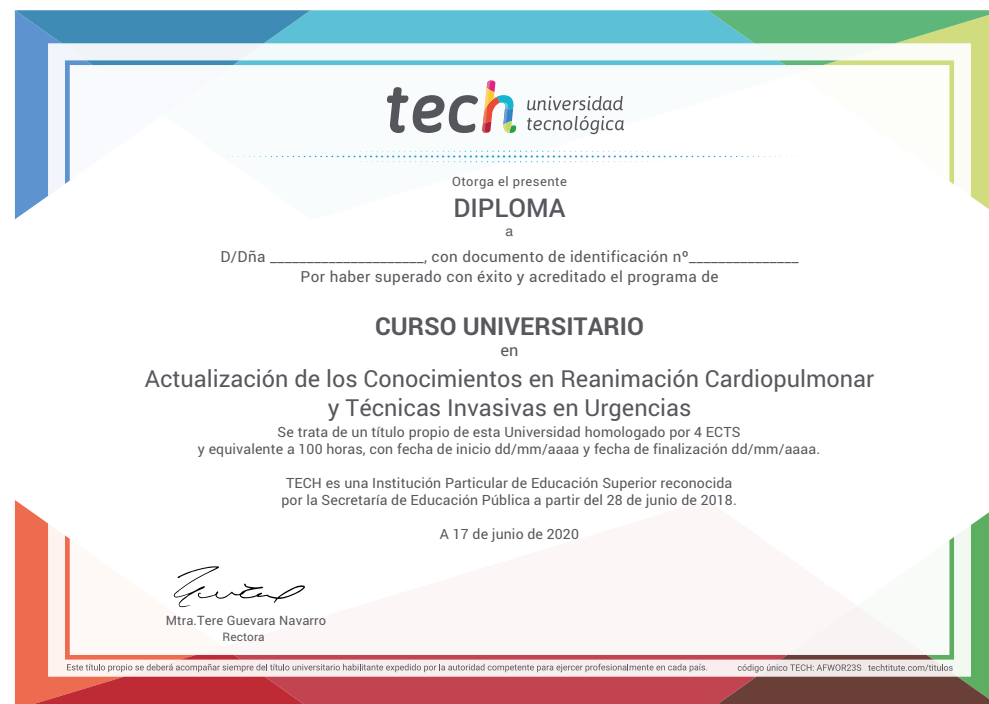 tech universidad
tecnológica
Otorga el presente
DIPLOMA
a
D/Dña _____________________, con documento de identificación nº_______________
Por haber superado con éxito y acreditado el programa de
CURSO UNIVERSITARIO
en
Actualización de los Conocimientos en Reanimación Cardiopulmonar
y Técnicas Invasivas en Urgencias
Se trata de un título propio de esta Universidad homologado por 4 ECTS
y equivalente a 100 horas, con fecha de inicio dd/mm/aaaa y fecha de finalización dd/mm/aaaa.
TECH es una Institución Particular de Educación Superior reconocida
por la Secretaría de Educación Pública a partir del 28 de junio de 2018.
A 17 de junio de 2020
Mtra.Tere Guevara Navarro
Rectora
Este título propio se deberá acompañar siempre del título universitario habilitante expedido por la autoridad competente para ejercer profesionalmente en cada país. código único TECH: AFWOR23S techtitute.com/titulos